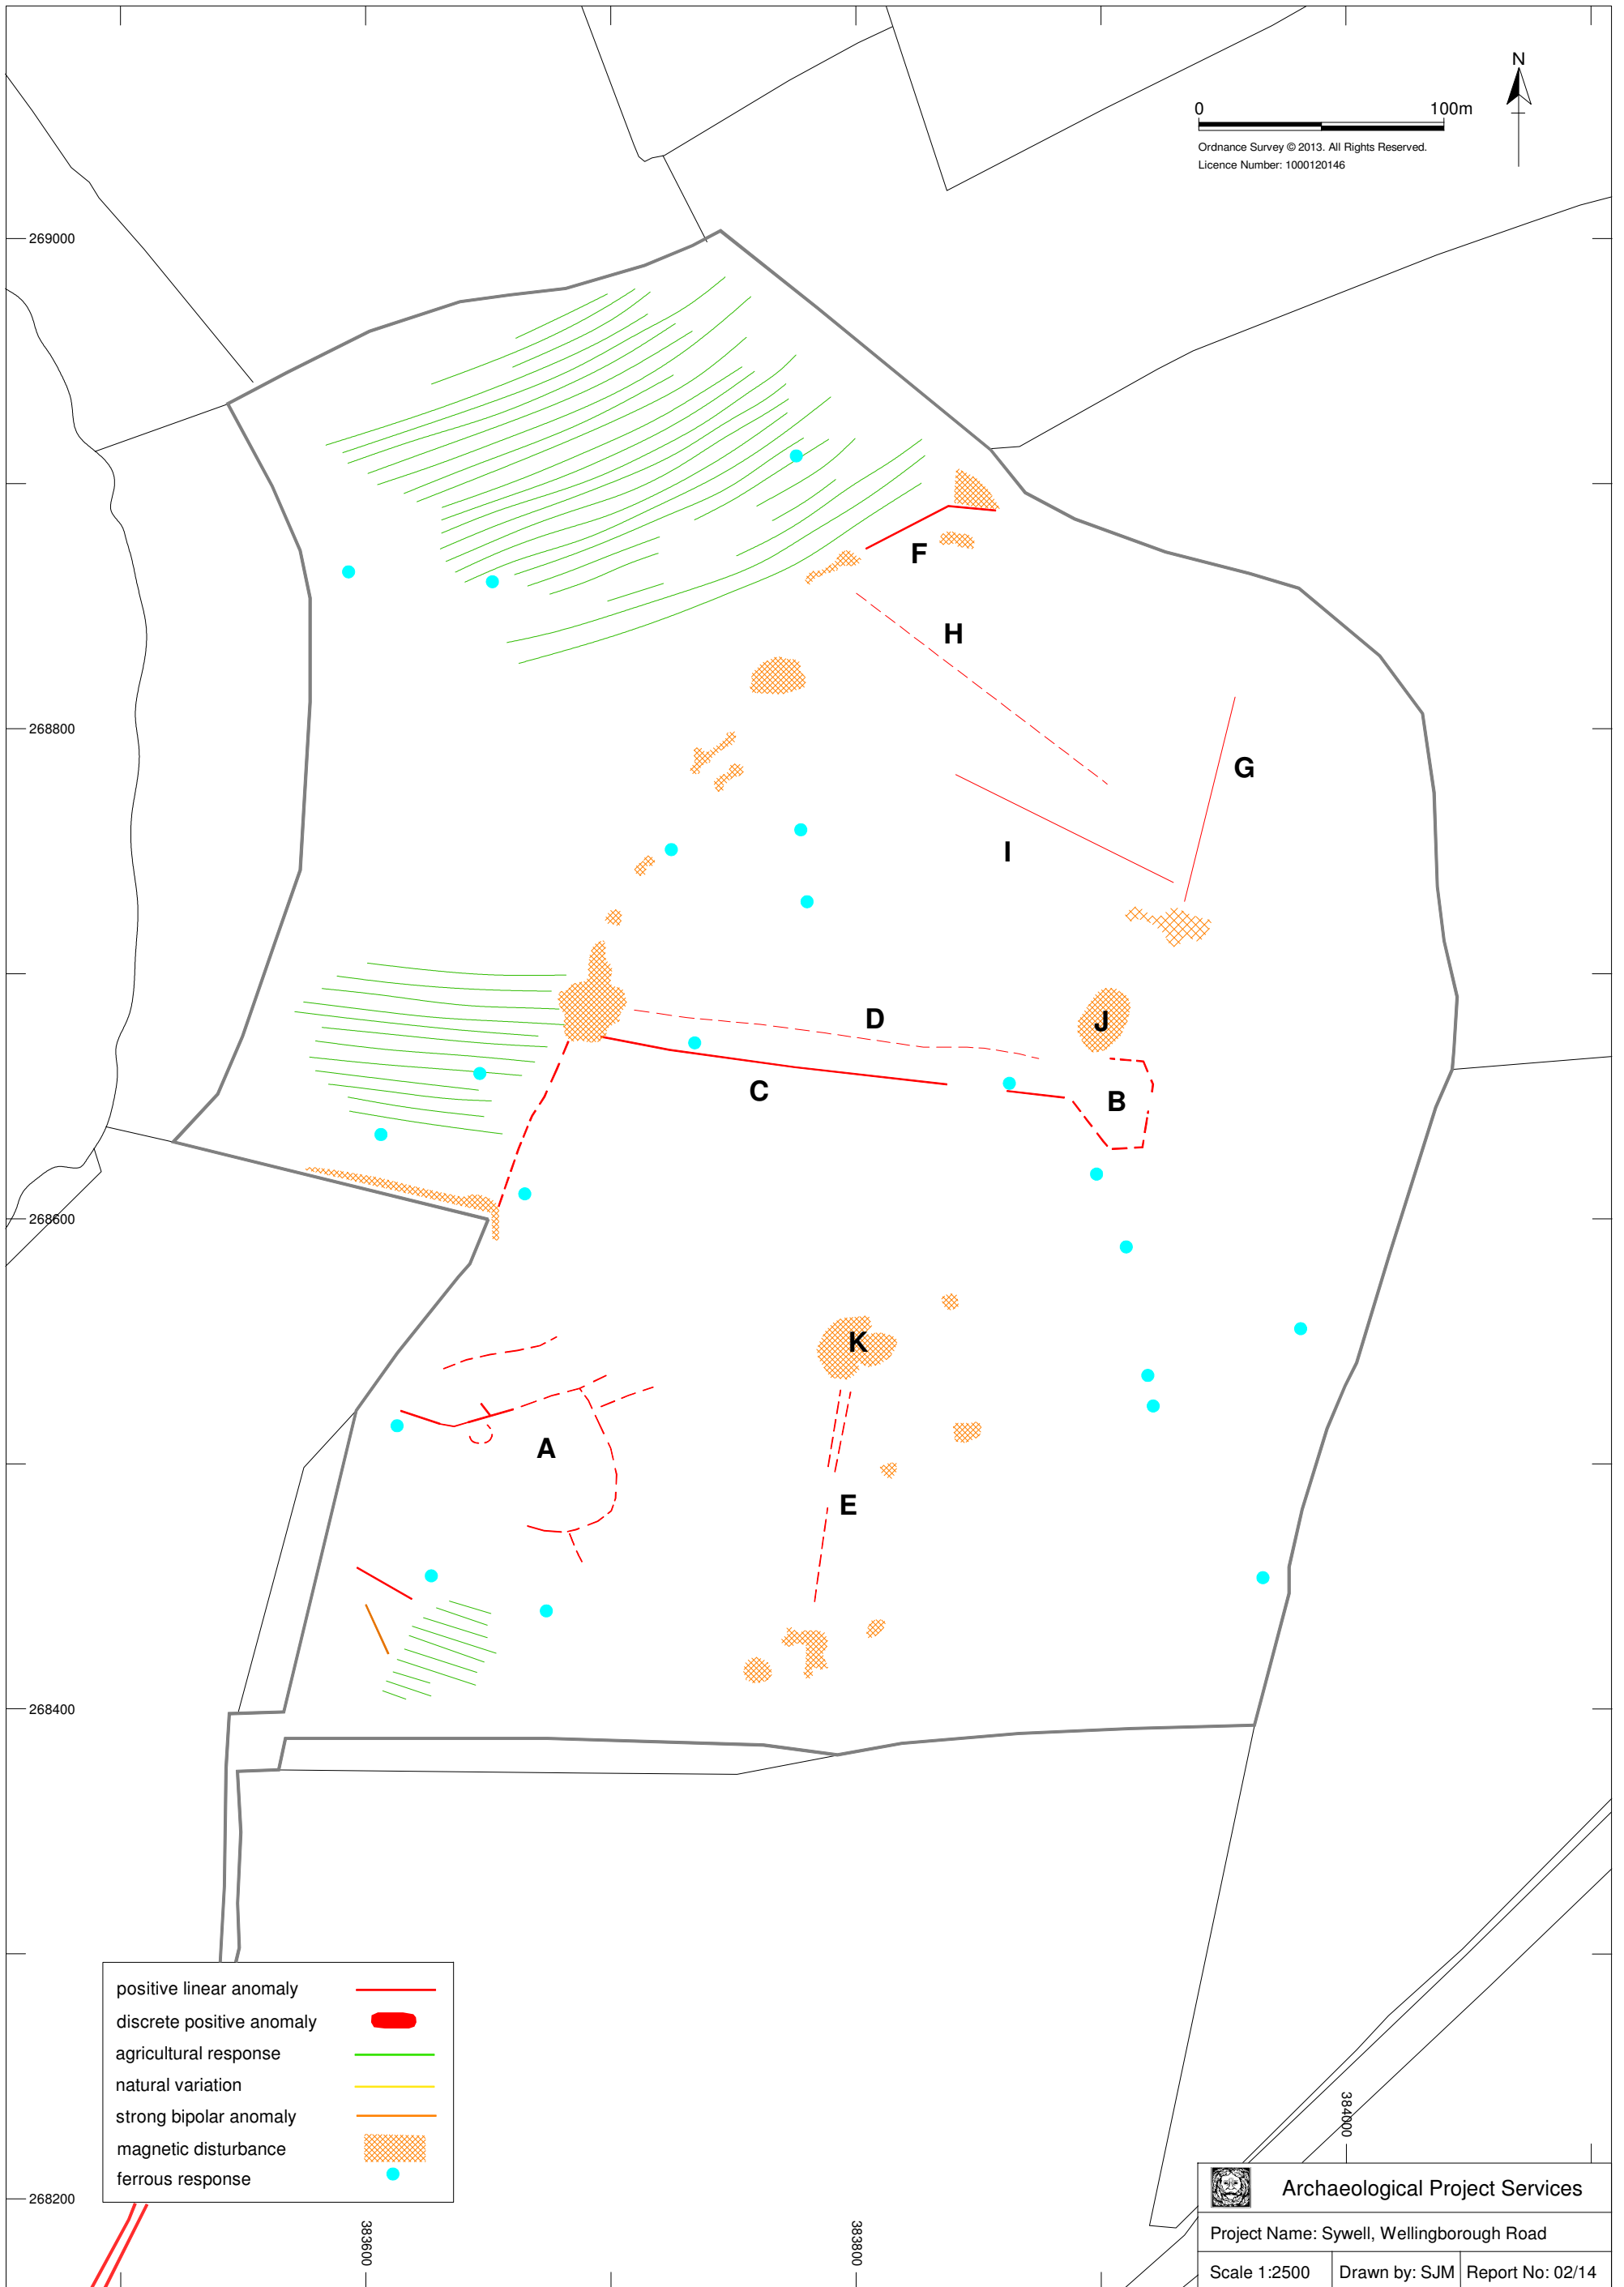 N
0 100m
Ordnance Survey © 2013. All Rights Reserved.
Licence Number: 1000120146
269000
F
H
268800
G
I
D
J
C
B
268600
K
A
E
268400
positive linear anomaly
discrete positive anomaly
agricultural response
natural variation
strong bipolar anomaly
magnetic disturbance
ferrous response
268200
383600
383800
384000
Archaeological Project Services
Project Name: Sywell, Wellingborough Road
Scale 1:2500 Drawn by: SJM Report No: 02/14